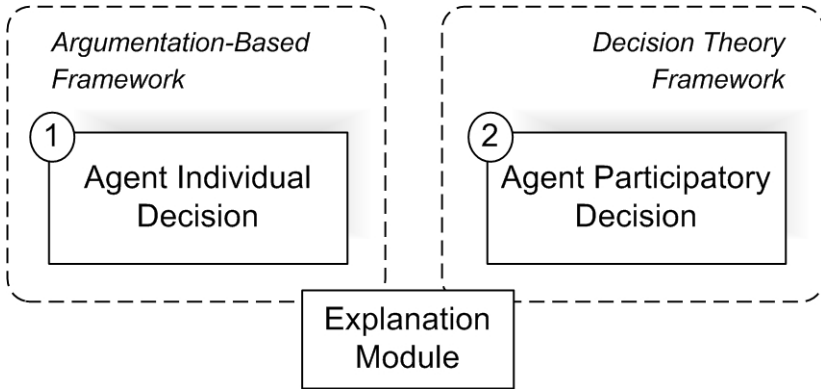 Argumentation-Based
Framework
1
Agent Individual
Decision
Decision Theory
Framework
2
Agent Participatory
Decision
Explanation
Module